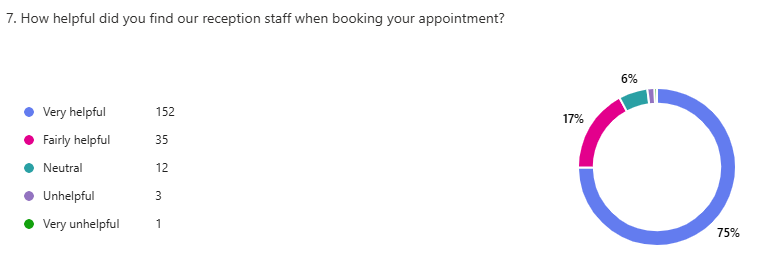 7. How helpful did you find our reception staff when booking your appointment?
6%
Very helpful 152
17%
Fairly helpful 35
Neutral 12
Unhelpful 3
Very unhelpful 1
75%